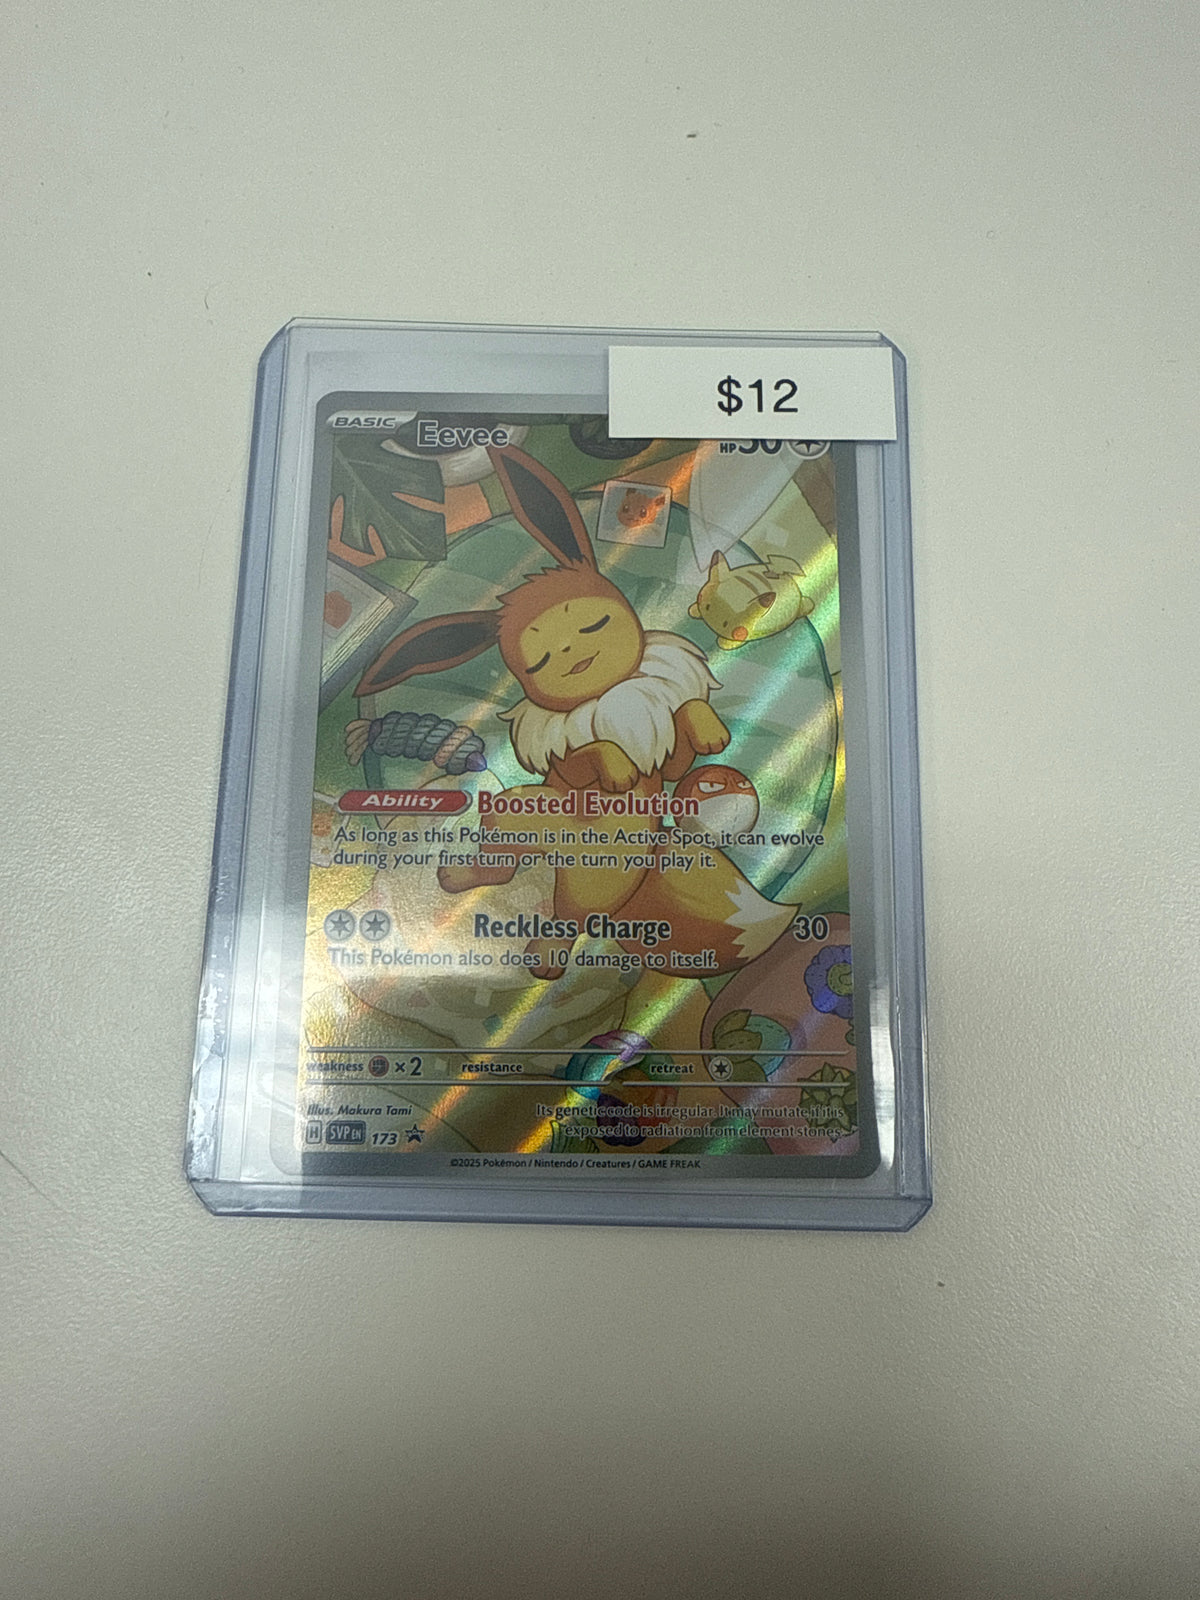 $12
BASIC Eevee
HP 50
Ability Boosted Evolution
As long as this Pokémon is in the Active Spot, it can evolve
during your first turn or the turn you play it.
Reckless Charge 30
This Pokémon also does 10 damage to itself.
weakness ×2 resistance retreat
Illus. Makura Tami
Its genetic code is irregular. It may mutate if it is
exposed to radiation from element stones.
H SVP EN 173
©2025 Pokémon / Nintendo / Creatures / GAME FREAK